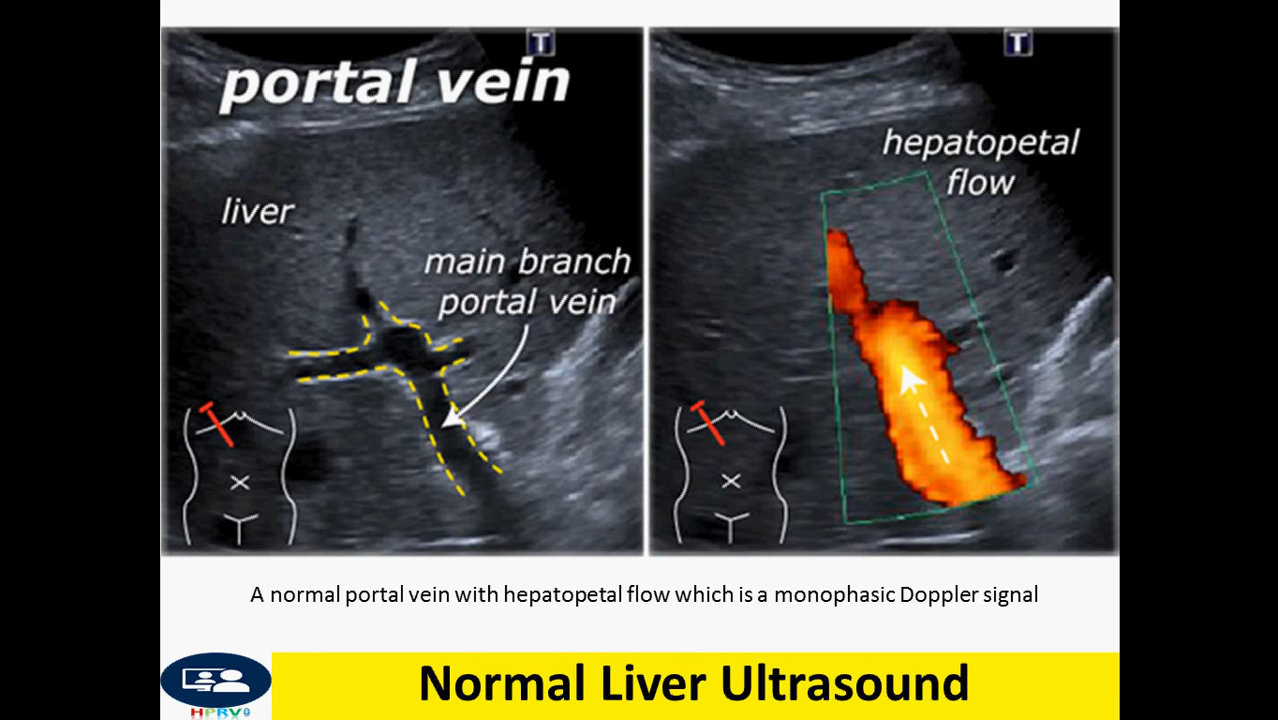 T
portal vein
liver
main branch
portal vein
T
hepatopetal
flow
A normal portal vein with hepatopetal flow which is a monophasic Doppler signal
Normal Liver Ultrasound